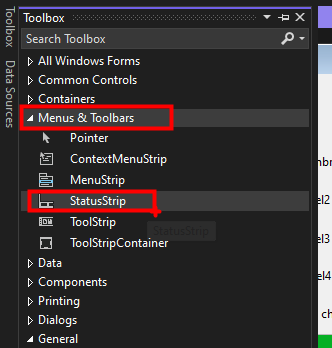 Toolbox
Data Sources
Toolbox
Search Toolbox
All Windows Forms
Common Controls
Containers
Menus & Toolbars
Pointer
ContextMenuStrip
MenuStrip
StatusStrip
StatusStrip
ToolStrip
ToolStripContainer
Data
Components
Printing
Dialogs
General
mbr
el2
el3
el4
ch